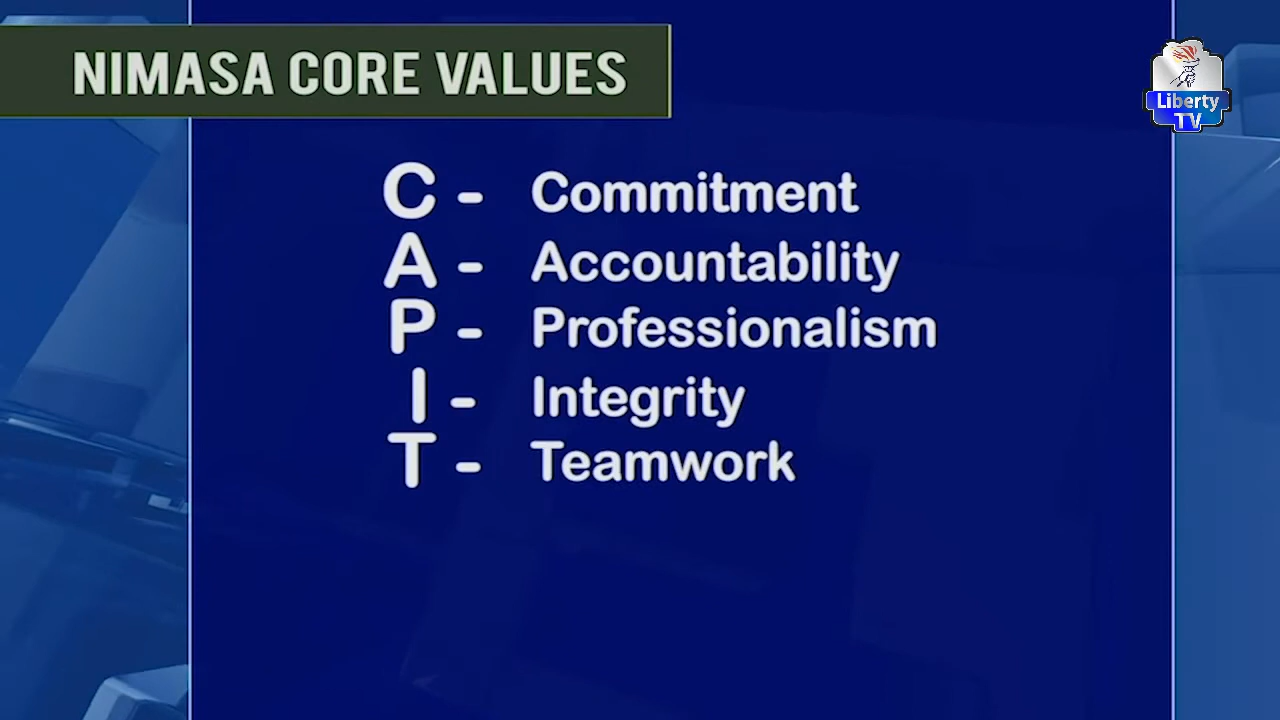 NIMASA CORE VALUES
Liberty
TV
C - Commitment
A - Accountability
P - Professionalism
I - Integrity
T - Teamwork